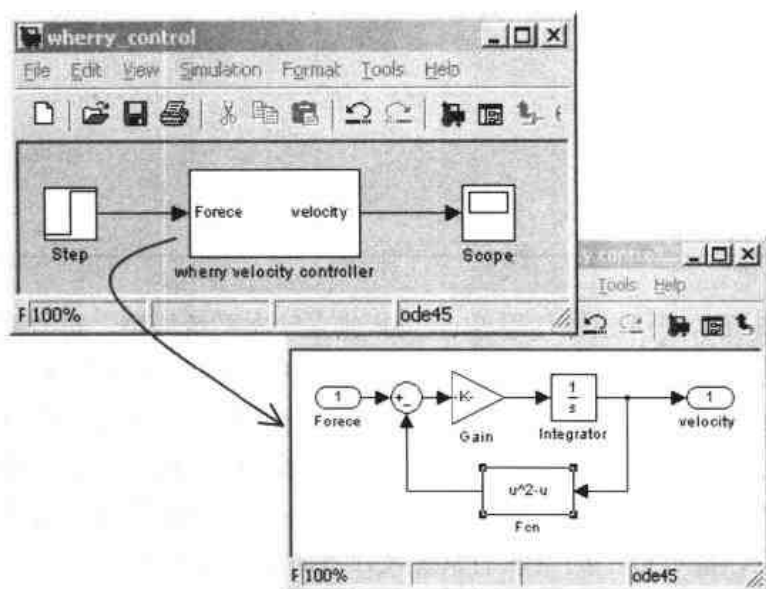 wherry_control
File Edit View Simulation Format Tools Help
Step
Forece velocity
wherry velocity controller
Scope
F 100% ode45
Tools Help
1
Forece
+-
-K-
Gain
1
s
Integrator
1
velocity
u^2-u
Fcn
F 100% ode45